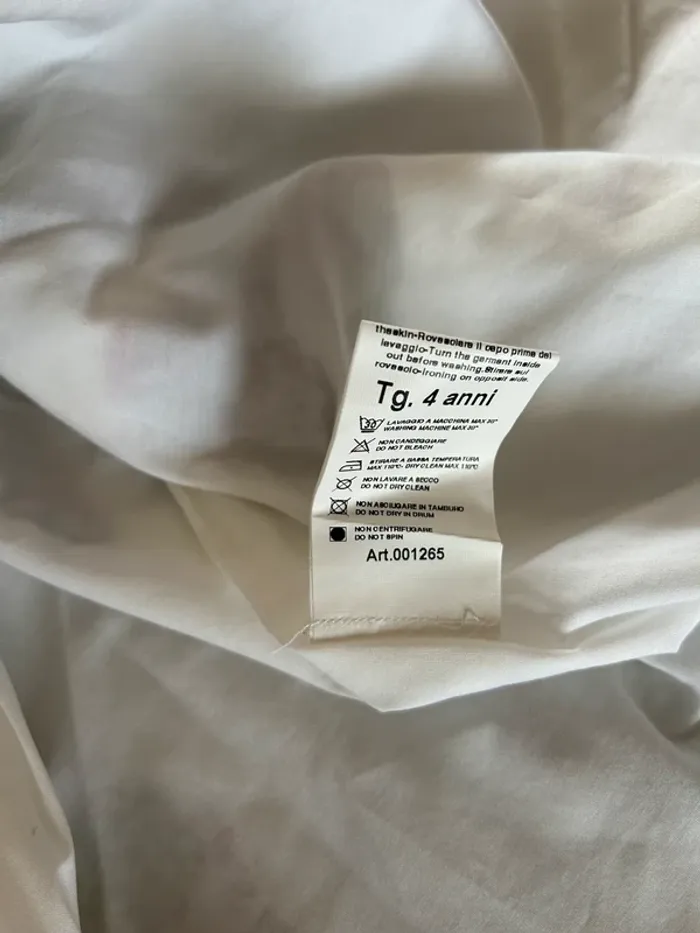 theskin-Rovesciare il capo prima del
lavaggio-Turn the germent inside
out before washing.Stirare sul
rovescio-Ironing on opposit side.
Tg. 4 anni
30
LAVAGGIO A MACCHINA MAX 30°
WASHING MACHINE MAX 30°
NON CANDEGGIARE
DO NOT BLEACH
STIRARE A BASSA TEMPERATURA
MAX 110°C- DRY CLEAN MAX 110°C
NON LAVARE A SECCO
DO NOT DRY CLEAN
NON ASCIUGARE IN TAMBURO
DO NOT DRY IN DRUM
NON CENTRIFUGARE
DO NOT SPIN
Art.001265